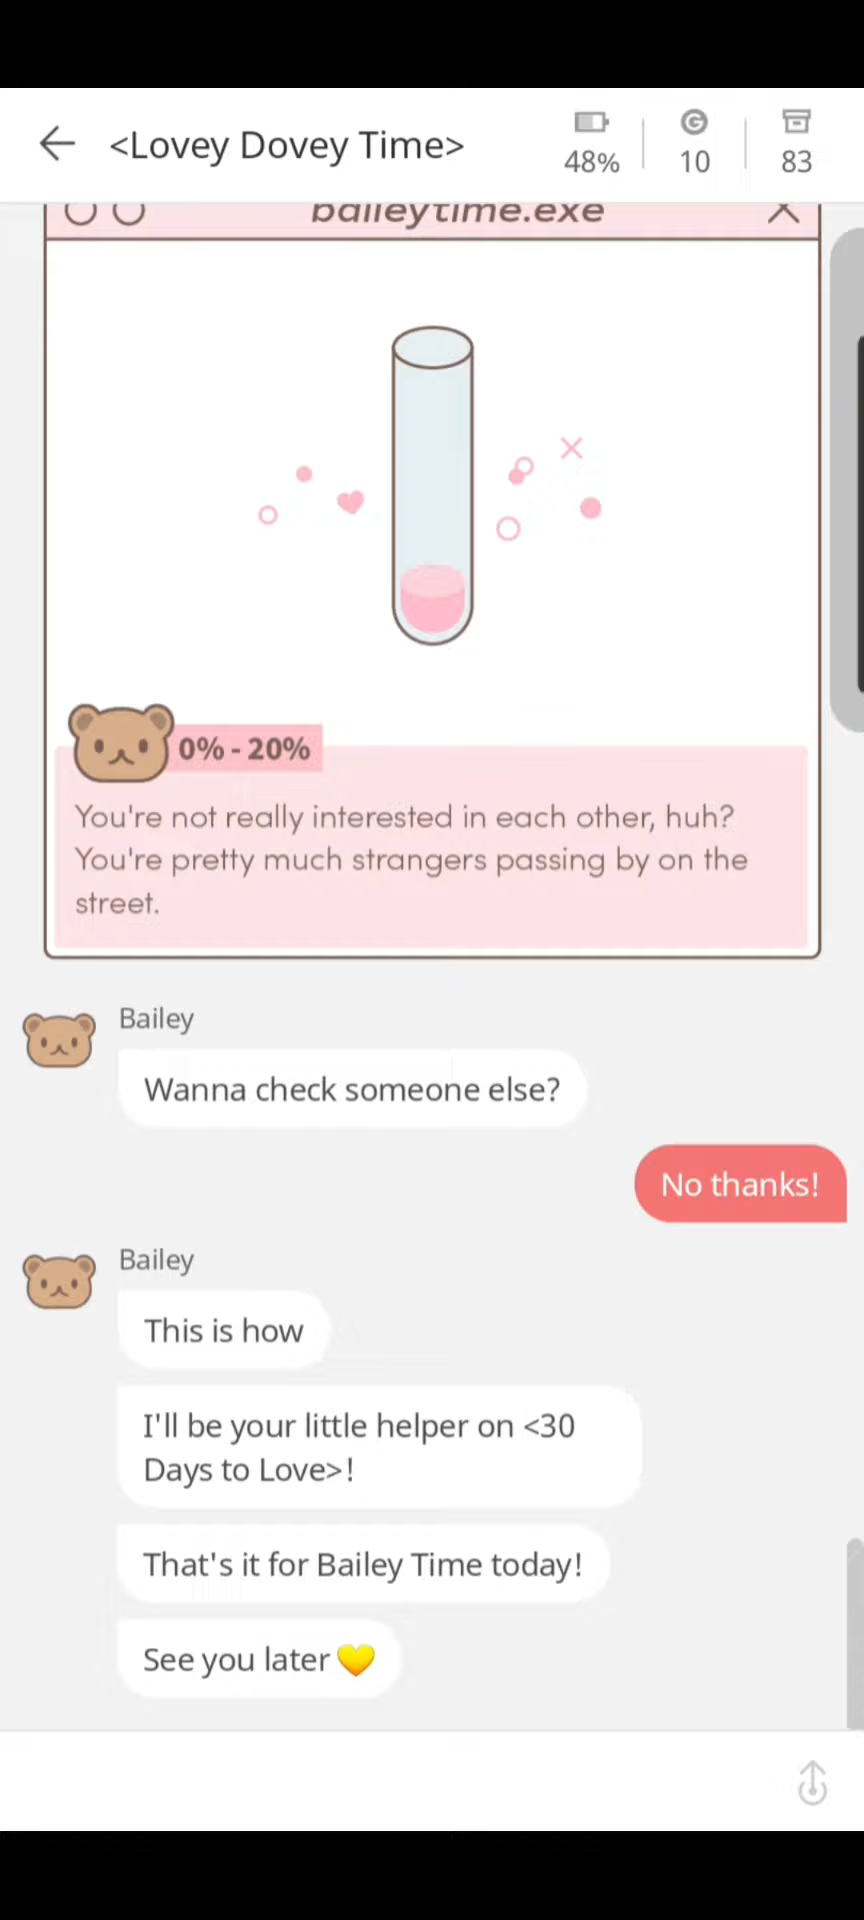 <Lovey Dovey Time>
48%
10
83
baileytime.exe
0% - 20%
You're not really interested in each other, huh?
You're pretty much strangers passing by on the
street.
Bailey
Wanna check someone else?
No thanks!
Bailey
This is how
I'll be your little helper on <30
Days to Love>!
That's it for Bailey Time today!
See you later 💛